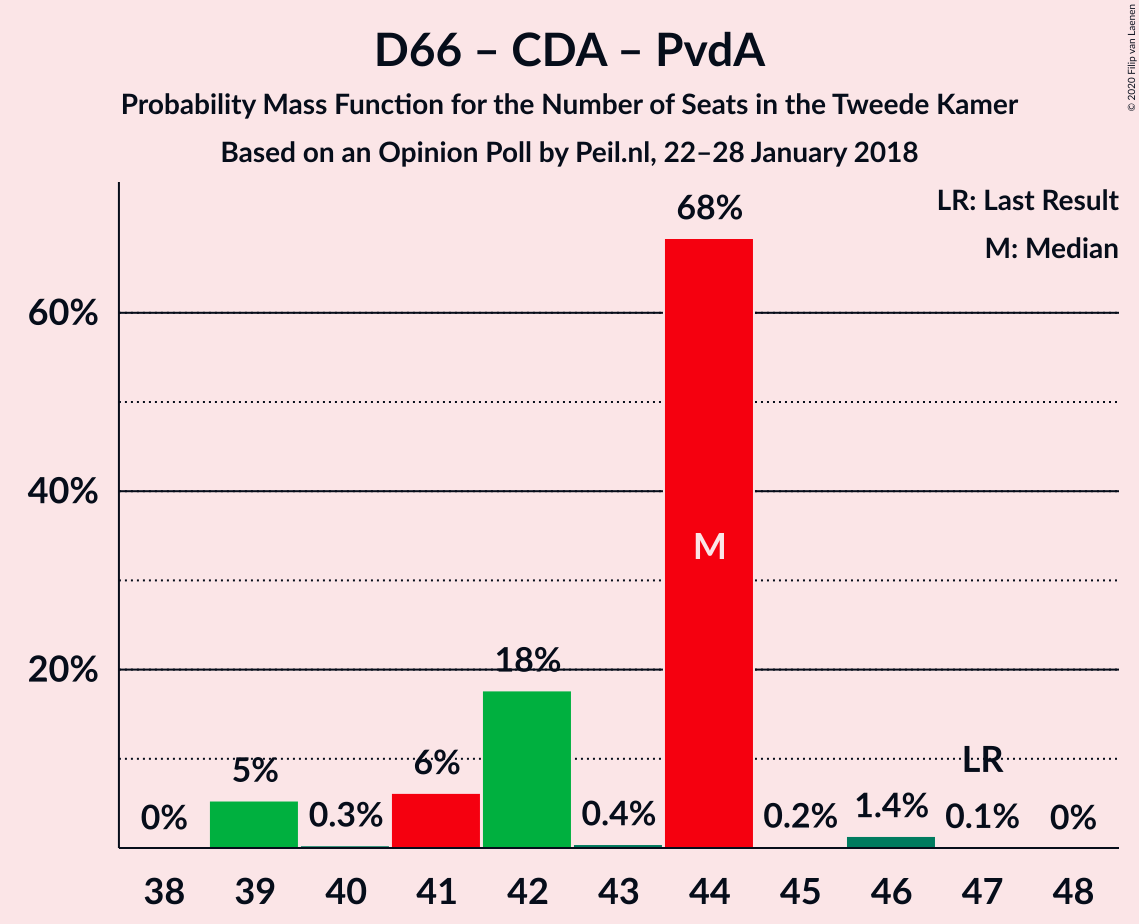 D66 – CDA – PvdA
Probability Mass Function for the Number of Seats in the Tweede Kamer
Based on an Opinion Poll by Peil.nl, 22–28 January 2018
© 2020 Filip van Laenen
LR: Last Result
M: Median
60%
40%
20%
0%
5%
0.3%
6%
18%
0.4%
68%
M
0.2%
1.4%
LR
0.1%
0%
38 39 40 41 42 43 44 45 46 47 48